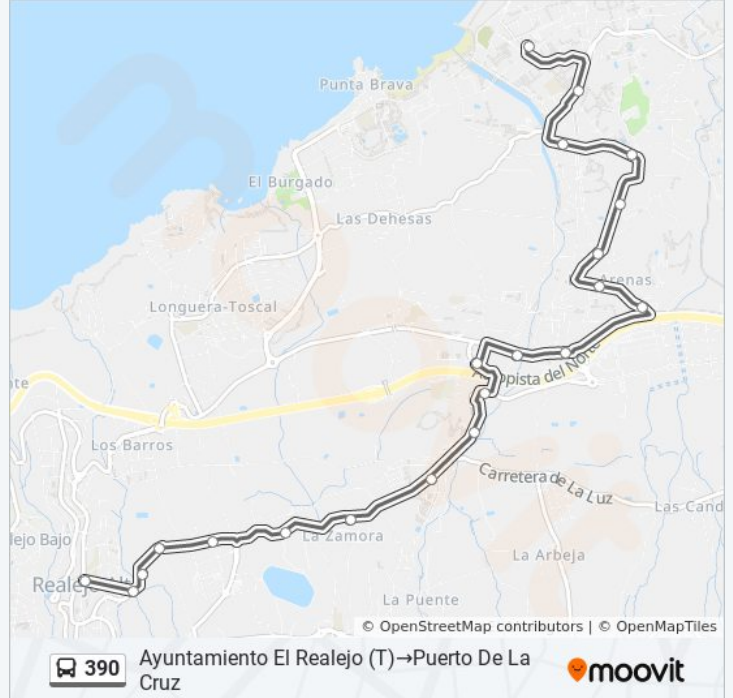 Punta Brava
El Burgado
Las Dehesas
Arenas
Longuera-Toscal
Autopista del Norte
Los Barros
Carretera de La Luz
Las Cand
lejo Bajo
La Zamora
La Arbeja
Realejo Alto
La Puente
© OpenStreetMap contributors | © OpenMapTiles
390
Ayuntamiento El Realejo (T)→Puerto De La
Cruz
moovit